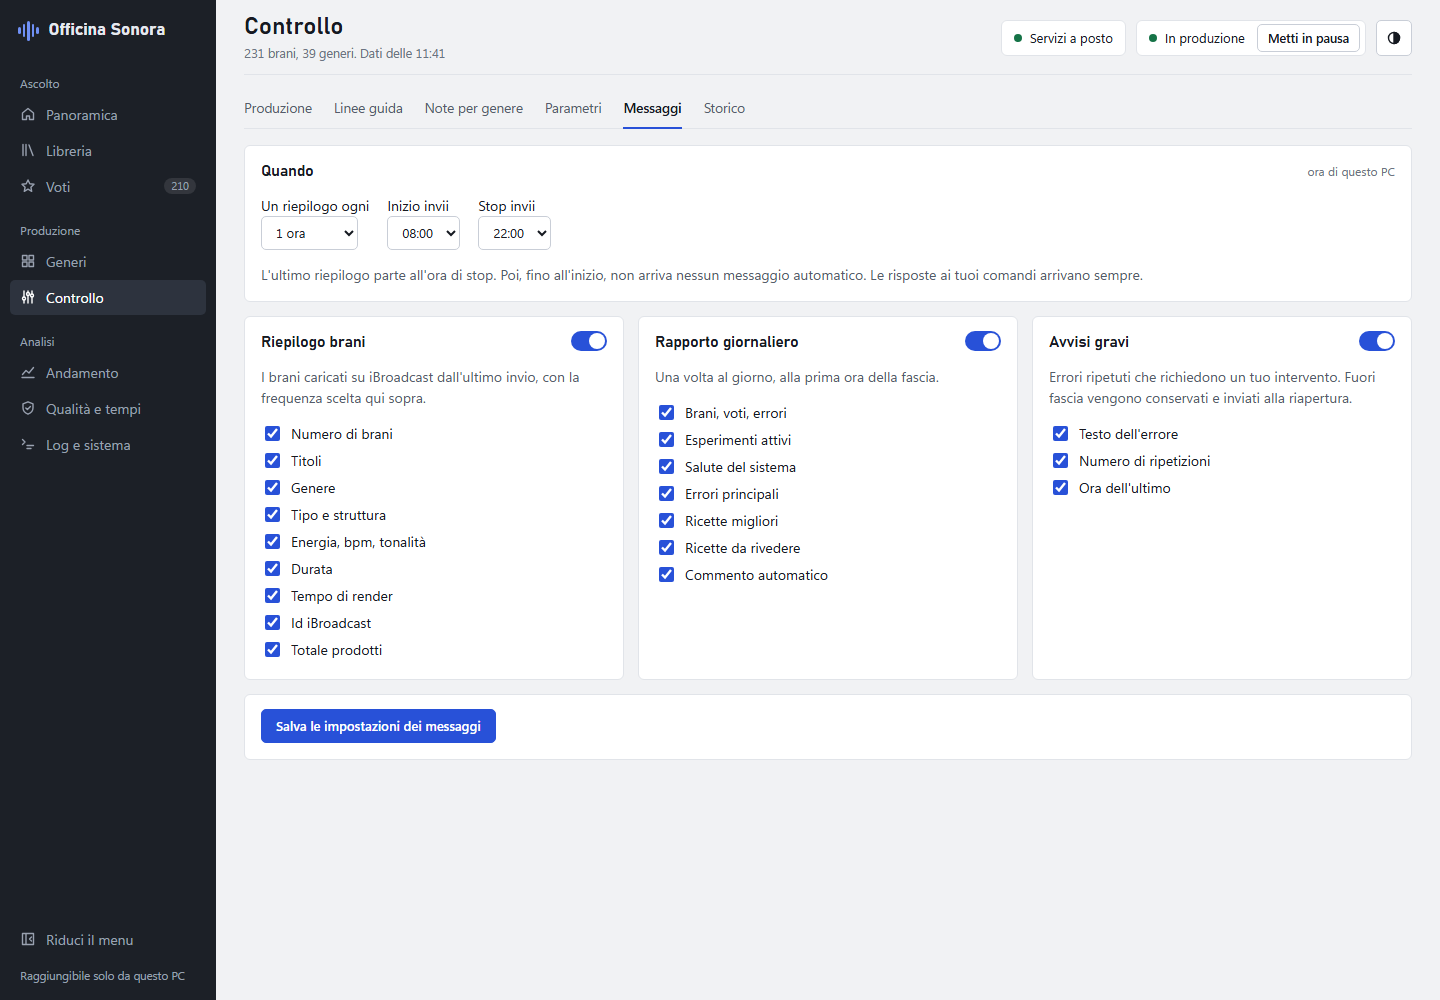 Officina Sonora
Ascolto
Panoramica
Libreria
Voti 210
Produzione
Generi
Controllo
Analisi
Andamento
Qualità e tempi
Log e sistema
Riduci il menu
Raggiungibile solo da questo PC
Controllo
231 brani, 39 generi. Dati delle 11:41
Servizi a posto
In produzione
Metti in pausa
Produzione Linee guida Note per genere Parametri Messaggi Storico
Quando
ora di questo PC
Un riepilogo ogni Inizio invii Stop invii
1 ora 08:00 22:00
L'ultimo riepilogo parte all'ora di stop. Poi, fino all'inizio, non arriva nessun messaggio automatico. Le risposte ai tuoi comandi arrivano sempre.
Riepilogo brani
I brani caricati su iBroadcast dall'ultimo invio, con la
frequenza scelta qui sopra.
Numero di brani
Titoli
Genere
Tipo e struttura
Energia, bpm, tonalità
Durata
Tempo di render
Id iBroadcast
Totale prodotti
Rapporto giornaliero
Una volta al giorno, alla prima ora della fascia.
Brani, voti, errori
Esperimenti attivi
Salute del sistema
Errori principali
Ricette migliori
Ricette da rivedere
Commento automatico
Avvisi gravi
Errori ripetuti che richiedono un tuo intervento. Fuori
fascia vengono conservati e inviati alla riapertura.
Testo dell'errore
Numero di ripetizioni
Ora dell'ultimo
Salva le impostazioni dei messaggi